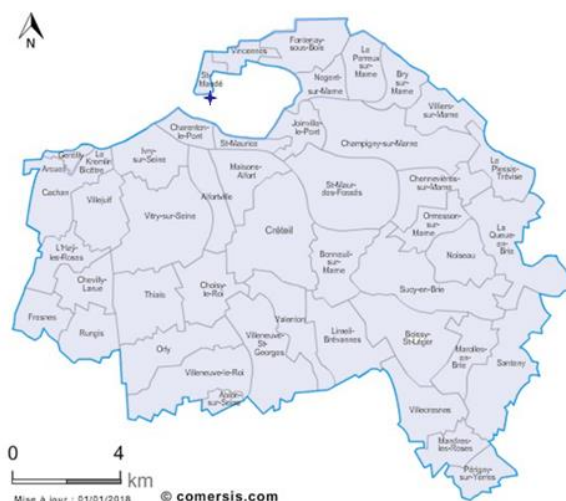 N
Fontenay-
sous-Bois
Vincennes
Le
Perreux
sur-
Marne
St-
Mandé
Nogent-
sur-Marne
Bry-
sur-
Marne
Villiers-
sur-Marne
Charenton-
le-Pont
Joinville-
le-Pont
St-Maurice
Champigny-sur-Marne
Gentilly
Le
Kremlin
Bicêtre
Arcueil
Ivry-
sur-Seine
Maisons-
Alfort
Le Plessis-
Trévise
Cachan
Villejuif
Alfortville
St-Maur-
des-Fossés
Chennevières-
sur-Marne
Vitry-sur-Seine
Ormesson-
sur-
Marne
La
Queue-
en-
Brie
L'Haÿ-
les-Roses
Créteil
Bonneuil-
sur-
Marne
Noiseau
Chevilly-
Larue
Thiais
Choisy-
le-Roi
Sucy-en-Brie
Fresnes
Rungis
Valenton
Villeneuve-
St-
Georges
Limeil-
Brévannes
Boissy-
St-Léger
Marolles-
en-
Brie
Santeny
Orly
Villeneuve-le-Roi
Ablon-
sur-Seine
Villecresnes
Mandres-
les-Roses
Périgny-
sur-Yerres
0 4
km
Mise à jour : 01/01/2018 © comersis.com